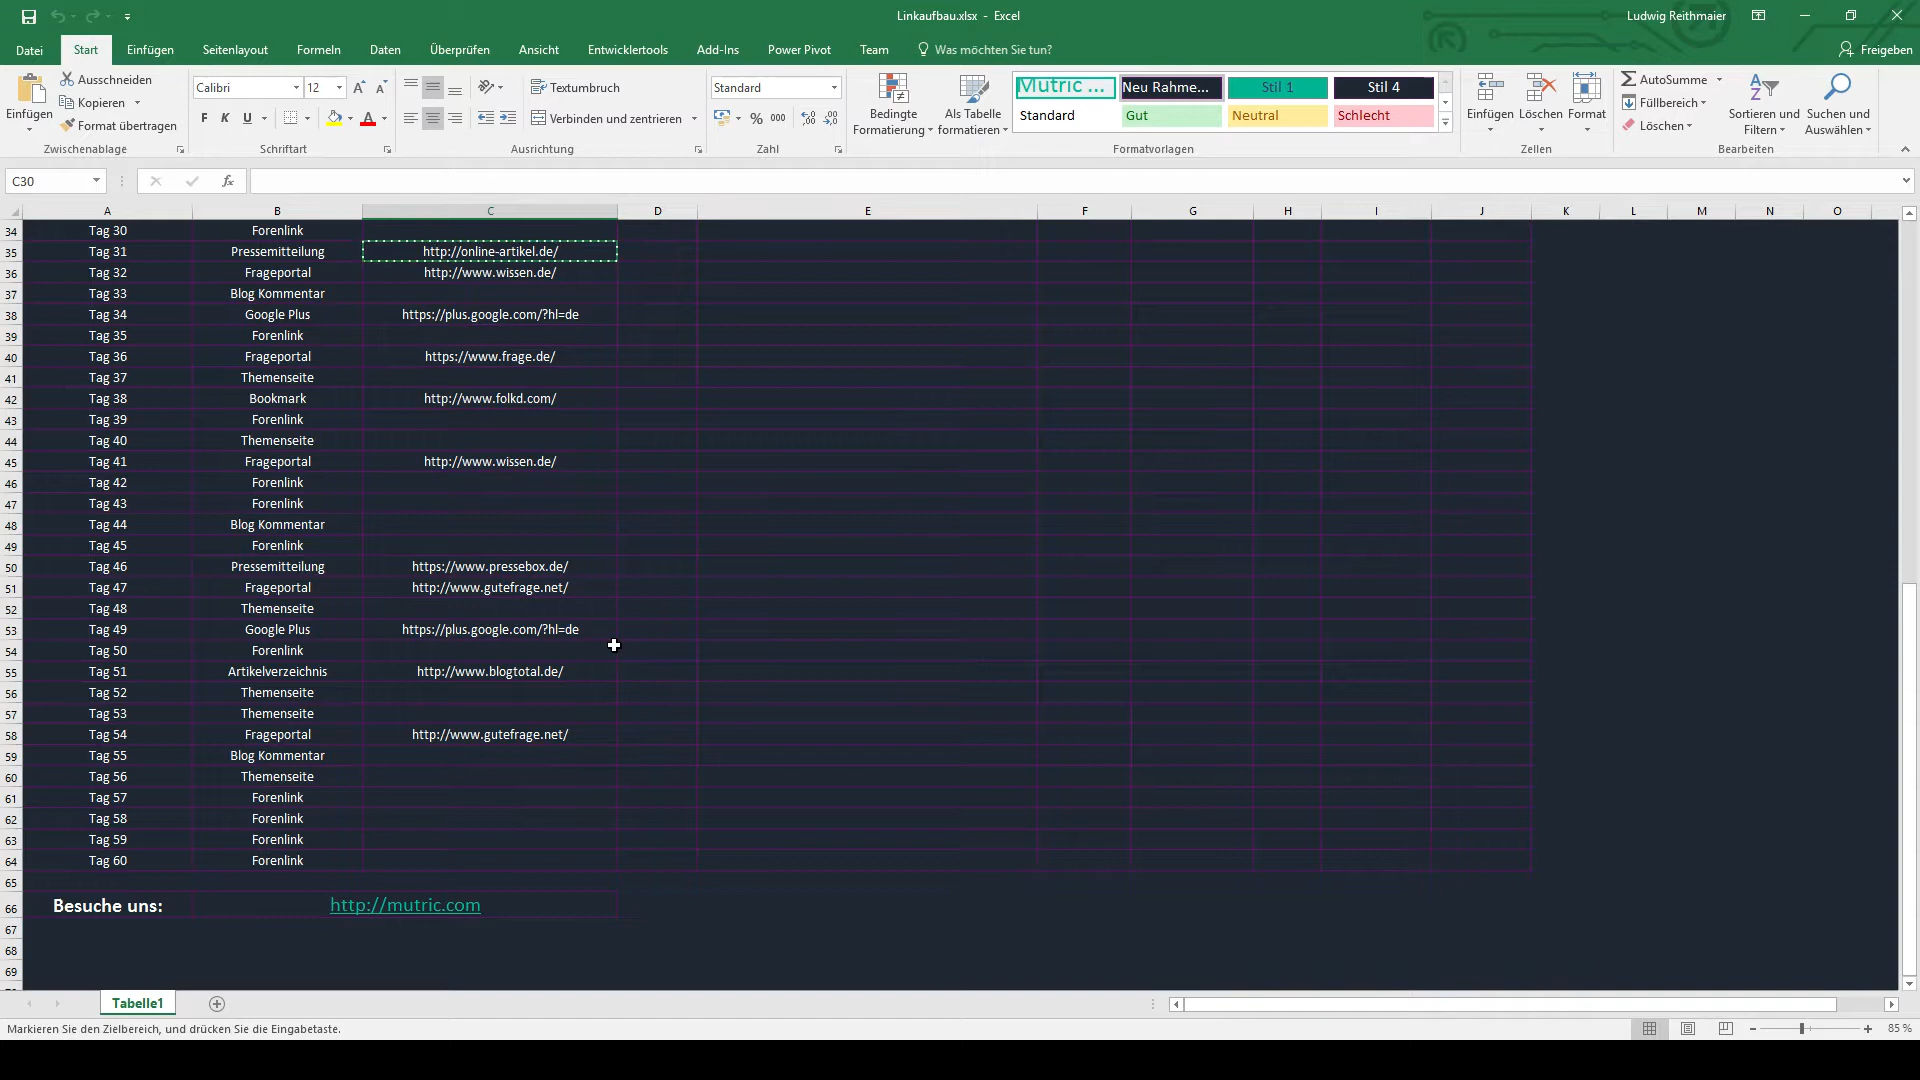 Linkaufbau.xlsx - Excel
Ludwig Reithmaier
Datei Start Einfügen Seitenlayout Formeln Daten Überprüfen Ansicht Entwicklertools Add-Ins Power Pivot Team Was möchten Sie tun? Freigeben
Einfügen
Ausschneiden
Kopieren
Format übertragen
Zwischenablage
Calibri 12
F K U
Schriftart
Textumbruch
Verbinden und zentrieren
Ausrichtung
Standard
% 000
Zahl
Bedingte Formatierung
Als Tabelle formatieren
Mutric ... Neu Rahme... Stil 1 Stil 4
Standard Gut Neutral Schlecht
Formatvorlagen
Einfügen Löschen Format
Zellen
AutoSumme
Füllbereich
Löschen
Sortieren und Filtern
Suchen und Auswählen
Bearbeiten
C30 fx
A B C D E F G H I J K L M N O
34 Tag 30 Forenlink
35 Tag 31 Pressemitteilung http://online-artikel.de/
36 Tag 32 Frageportal http://www.wissen.de/
37 Tag 33 Blog Kommentar
38 Tag 34 Google Plus https://plus.google.com/?hl=de
39 Tag 35 Forenlink
40 Tag 36 Frageportal https://www.frage.de/
41 Tag 37 Themenseite
42 Tag 38 Bookmark http://www.folkd.com/
43 Tag 39 Forenlink
44 Tag 40 Themenseite
45 Tag 41 Frageportal http://www.wissen.de/
46 Tag 42 Forenlink
47 Tag 43 Forenlink
48 Tag 44 Blog Kommentar
49 Tag 45 Forenlink
50 Tag 46 Pressemitteilung https://www.pressebox.de/
51 Tag 47 Frageportal http://www.gutefrage.net/
52 Tag 48 Themenseite
53 Tag 49 Google Plus https://plus.google.com/?hl=de
54 Tag 50 Forenlink
55 Tag 51 Artikelverzeichnis http://www.blogtotal.de/
56 Tag 52 Themenseite
57 Tag 53 Themenseite
58 Tag 54 Frageportal http://www.gutefrage.net/
59 Tag 55 Blog Kommentar
60 Tag 56 Themenseite
61 Tag 57 Forenlink
62 Tag 58 Forenlink
63 Tag 59 Forenlink
64 Tag 60 Forenlink
65
66 Besuche uns: http://mutric.com
67
68
69
Tabelle1
Markieren Sie den Zielbereich, und drücken Sie die Eingabetaste.
85 %